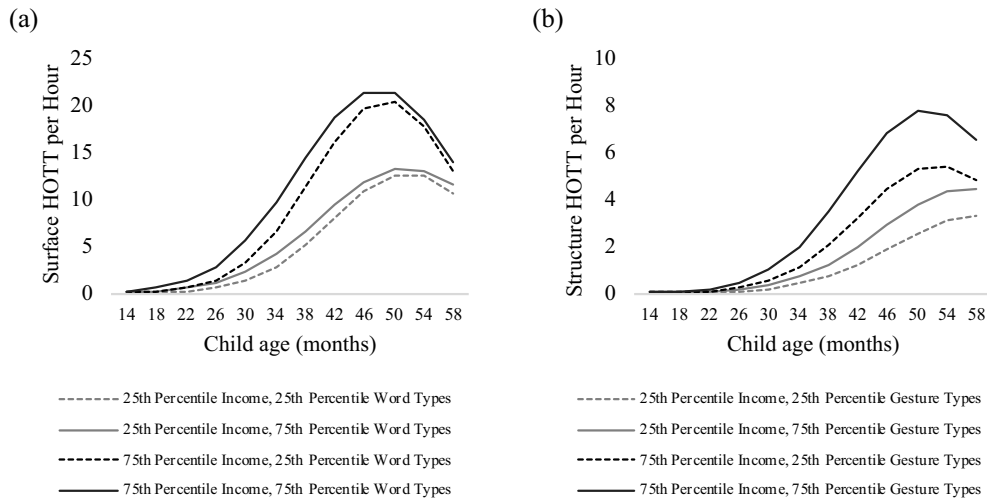 (a)
Surface HOTT per Hour
25
20
15
10
5
0
14 18 22 26 30 34 38 42 46 50 54 58
Child age (months)
25th Percentile Income, 25th Percentile Word Types
25th Percentile Income, 75th Percentile Word Types
75th Percentile Income, 25th Percentile Word Types
75th Percentile Income, 75th Percentile Word Types
(b)
Structure HOTT per Hour
10
8
6
4
2
0
14 18 22 26 30 34 38 42 46 50 54 58
Child age (months)
25th Percentile Income, 25th Percentile Gesture Types
25th Percentile Income, 75th Percentile Gesture Types
75th Percentile Income, 25th Percentile Gesture Types
75th Percentile Income, 75th Percentile Gesture Types